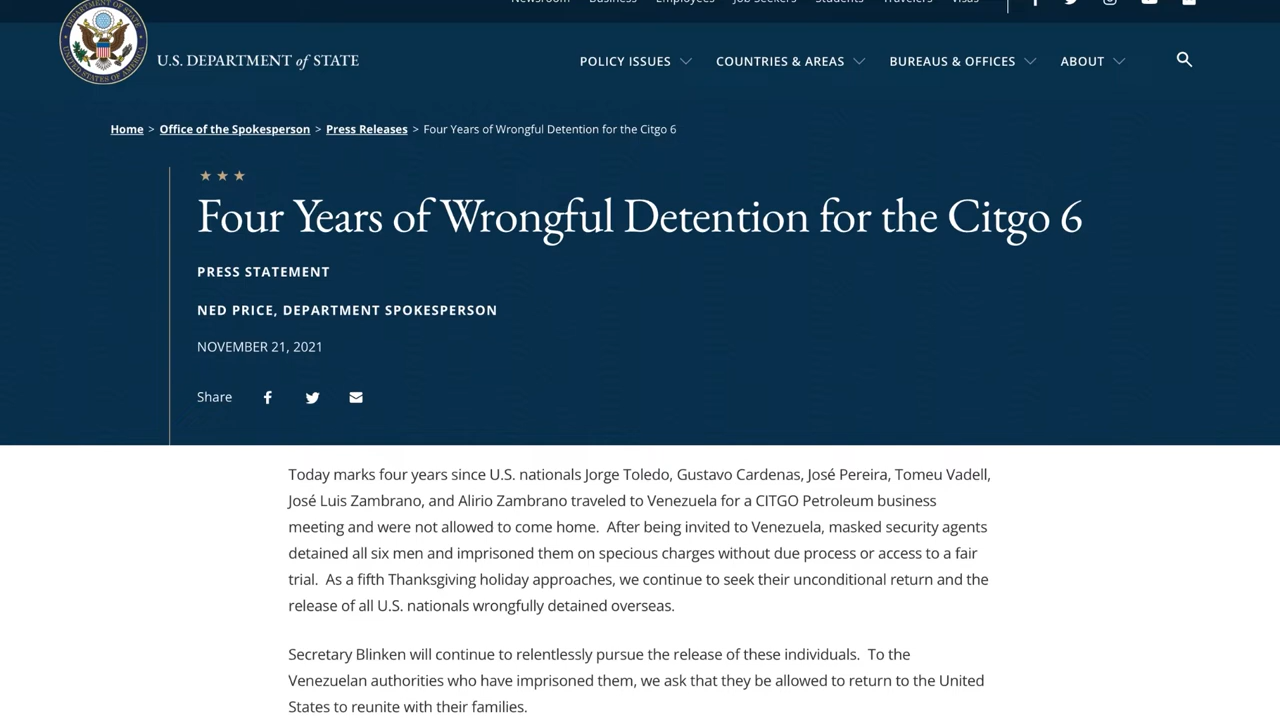 Newsroom Business Employees Job Seekers Students Travelers Visas
U.S. DEPARTMENT of STATE
POLICY ISSUES COUNTRIES & AREAS BUREAUS & OFFICES ABOUT
Home > Office of the Spokesperson > Press Releases > Four Years of Wrongful Detention for the Citgo 6
Four Years of Wrongful Detention for the Citgo 6
PRESS STATEMENT
NED PRICE, DEPARTMENT SPOKESPERSON
NOVEMBER 21, 2021
Share
Today marks four years since U.S. nationals Jorge Toledo, Gustavo Cardenas, José Pereira, Tomeu Vadell,
José Luis Zambrano, and Alirio Zambrano traveled to Venezuela for a CITGO Petroleum business
meeting and were not allowed to come home.  After being invited to Venezuela, masked security agents
detained all six men and imprisoned them on specious charges without due process or access to a fair
trial.  As a fifth Thanksgiving holiday approaches, we continue to seek their unconditional return and the
release of all U.S. nationals wrongfully detained overseas.
Secretary Blinken will continue to relentlessly pursue the release of these individuals.  To the
Venezuelan authorities who have imprisoned them, we ask that they be allowed to return to the United
States to reunite with their families.